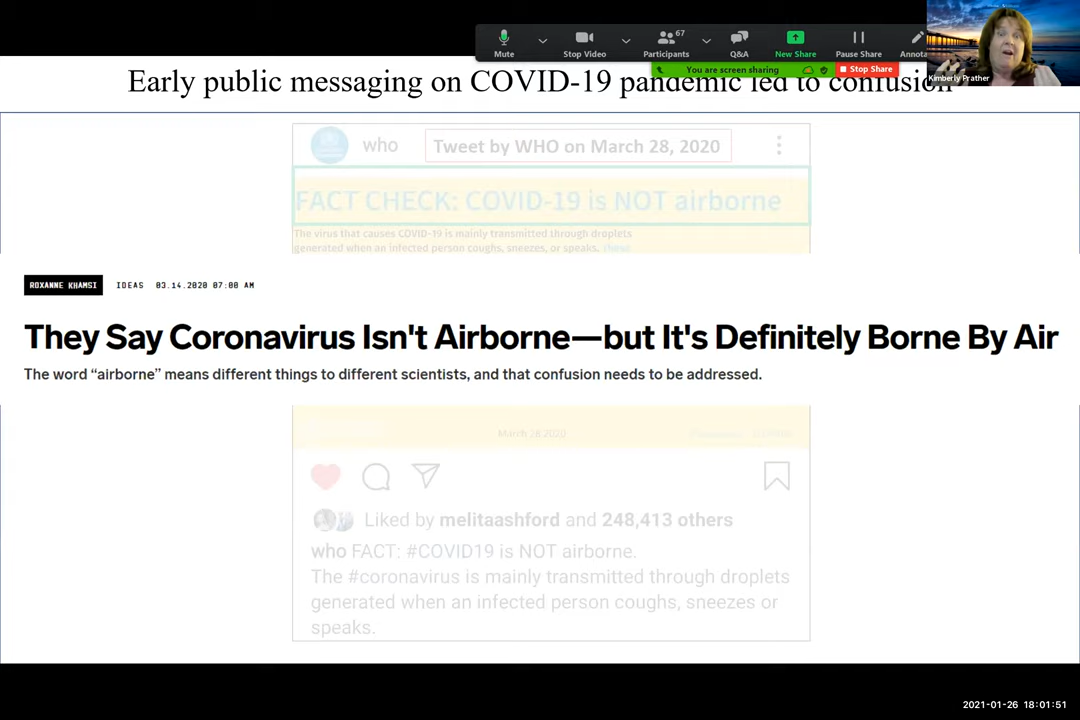 67
Mute
Stop Video
Participants
Q&A
New Share
Pause Share
Annota
You are screen sharing
Stop Share
Kimberly Prather
Early public messaging on COVID-19 pandemic led to confusion
who
Tweet by WHO on March 28, 2020
FACT CHECK: COVID-19 is NOT airborne
The virus that causes COVID-19 is mainly transmitted through droplets
generated when an infected person coughs, sneezes, or speaks. These
ROXANNE KHAMSI IDEAS 03.14.2020 07:00 AM
They Say Coronavirus Isn't Airborne—but It's Definitely Borne By Air
The word “airborne” means different things to different scientists, and that confusion needs to be addressed.
March 28 2020
Liked by melitaashford and 248,413 others
who FACT: #COVID19 is NOT airborne.
The #coronavirus is mainly transmitted through droplets
generated when an infected person coughs, sneezes or
speaks.
2021-01-26 18:01:51